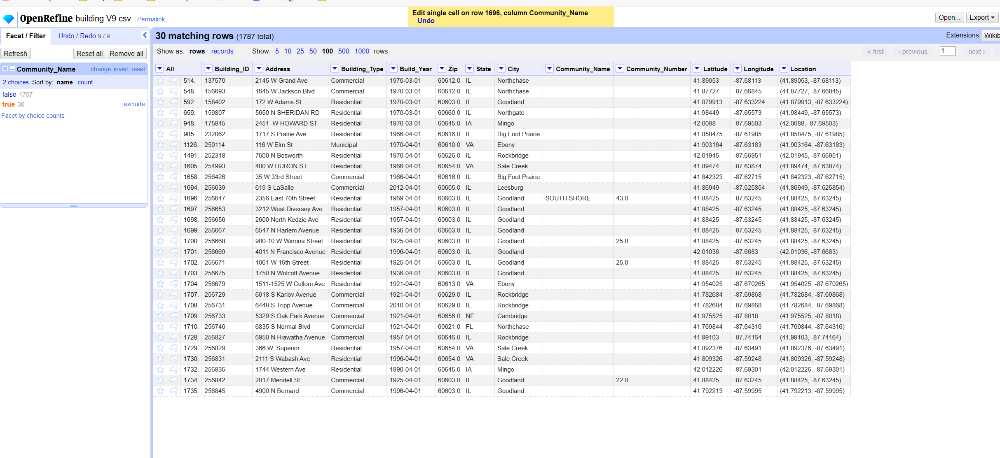 OpenRefine building V9 csv Permalink
Edit single cell on row 1696, column Community_Name
Undo
Open... Export
Facet / Filter Undo / Redo 9 / 9
30 matching rows (1787 total)
Extensions
Refresh Reset all Remove all
Show as: rows records Show: 5 10 25 50 100 500 1000 rows
« first ‹ previous 1 next ›
Community_Name change invert reset
2 choices Sort by: name count
false 1757
true 30 exclude
Facet by choice counts
All Building_ID Address Building_Type Build_Year Zip State City Community_Name Community_Number Latitude Longitude Location
514. 137570 2145 W Grand Ave Commercial 1970-03-01 60612.0 IL Northchase 41.89053 -87.68113 (41.89053, -87.68113)
548. 156693 1645 W Jackson Blvd Commercial 1970-03-01 60612.0 IL Northchase 41.87727 -87.66845 (41.87727, -87.66845)
592. 158402 172 W Adams St Residential 1970-03-01 60603.0 IL Goodland 41.879913 -87.633224 (41.879913, -87.633224)
659. 159807 5650 N SHERIDAN RD Residential 1970-03-01 60660.0 IL Northgate 41.98449 -87.65573 (41.98449, -87.65573)
948. 175845 2451  W HOWARD ST Residential 1970-03-01 60645.0 IA Mingo 42.0088 -87.69503 (42.0088, -87.69503)
985. 232062 1717 S Prairie Ave Residential 1966-04-01 60616.0 IL Big Foot Prairie 41.858475 -87.61985 (41.858475, -87.61985)
1126. 250114 116 W Elm St Municipal 1970-04-01 60610.0 VA Ebony 41.903164 -87.63183 (41.903164, -87.63183)
1491. 252318 7600 N Bosworth Residential 1970-04-01 60626.0 IL Rockbridge 42.01945 -87.66951 (42.01945, -87.66951)
1605. 254993 400 W HURON ST Residential 1966-04-01 60654.0 VA Sale Creek 41.89474 -87.63874 (41.89474, -87.63874)
1658. 256426 35 W 33rd Street Commercial 1966-04-01 60616.0 IL Big Foot Prairie 41.842323 -87.62715 (41.842323, -87.62715)
1694. 256639 619 S LaSalle Commercial 2012-04-01 60605.0 IL Leesburg 41.86949 -87.625854 (41.86949, -87.625854)
1696. 256647 2356 East 70th Street Residential 1969-04-01 60603.0 IL Goodland SOUTH SHORE 43.0 41.88425 -87.63245 (41.88425, -87.63245)
1697. 256653 3212 West Diversey Ave Residential 1957-04-01 60603.0 IL Goodland 41.88425 -87.63245 (41.88425, -87.63245)
1698. 256656 2600 North Kedzie Ave Residential 1957-04-01 60603.0 IL Goodland 41.88425 -87.63245 (41.88425, -87.63245)
1699. 256667 6547 N Harlem Avenue Residential 1936-04-01 60603.0 IL Goodland 41.88425 -87.63245 (41.88425, -87.63245)
1700. 256668 900-10 W Winona Street Residential 1925-04-01 60603.0 IL Goodland 25.0 41.88425 -87.63245 (41.88425, -87.63245)
1701. 256669 4011 N Francisco Avenue Residential 1996-04-01 60603.0 IL Goodland 42.01036 -87.6683 (42.01036, -87.6683)
1702. 256671 1061 W 16th Street Residential 1925-04-01 60603.0 IL Goodland 25.0 41.88425 -87.63245 (41.88425, -87.63245)
1703. 256675 1750 N Wolcott Avenue Residential 1936-04-01 60603.0 IL Goodland 41.88425 -87.63245 (41.88425, -87.63245)
1704. 256679 1511-1525 W Cullom Ave Residential 1921-04-01 60613.0 VA Ebony 41.954025 -87.670265 (41.954025, -87.670265)
1707. 256729 6018 S Karlov Avenue Commercial 1921-04-01 60629.0 IL Rockbridge 41.782684 -87.69868 (41.782684, -87.69868)
1708. 256731 6448 S Tripp Avenue Commercial 2010-04-01 60629.0 IL Rockbridge 41.782684 -87.69868 (41.782684, -87.69868)
1709. 256733 5329 S Oak Park Avenue Commercial 1921-04-01 60656.0 NE Cambridge 41.975525 -87.8018 (41.975525, -87.8018)
1710. 256746 6835 S Normal Blvd Commercial 1921-04-01 60621.0 FL Northchase 41.769844 -87.64316 (41.769844, -87.64316)
1728. 256827 6950 N Hiawatha Avenue Commercial 1957-04-01 60646.0 IL Rockbridge 41.99103 -87.74164 (41.99103, -87.74164)
1729. 256829 366 W. Superior Residential 1957-04-01 60654.0 VA Sale Creek 41.892376 -87.63491 (41.892376, -87.63491)
1730. 256831 2111 S Wabash Ave Residential 1996-04-01 60654.0 VA Sale Creek 41.809326 -87.59248 (41.809326, -87.59248)
1732. 256835 1744 Western Ave Residential 1990-04-01 60645.0 IA Mingo 42.012226 -87.69301 (42.012226, -87.69301)
1734. 256842 2017 Mendell St Commercial 1925-04-01 60603.0 IL Goodland 22.0 41.88425 -87.63245 (41.88425, -87.63245)
1735. 256845 4900 N Bernard Commercial 1996-04-01 60603.0 IL Goodland 41.792213 -87.59995 (41.792213, -87.59995)